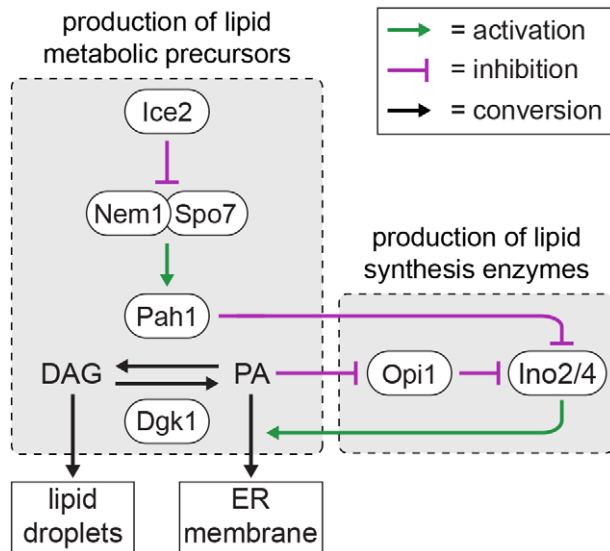 production of lipid
metabolic precursors
= activation
= inhibition
= conversion
Ice2
Nem1 Spo7
production of lipid
synthesis enzymes
Pah1
DAG PA Opi1 Ino2/4
Dgk1
lipid
droplets
ER
membrane